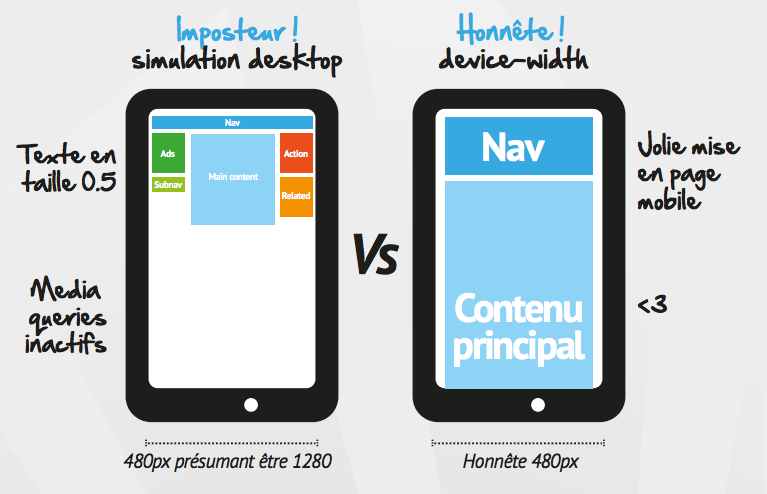 Imposteur !
simulation desktop
Honnête !
device-width
Texte en
taille 0.5
Media
queries
inactifs
Nav
Ads
Subnav
Main content
Action
Related
Vs
Nav
Contenu
principal
Jolie mise
en page
mobile
<3
480px présumant être 1280
Honnête 480px